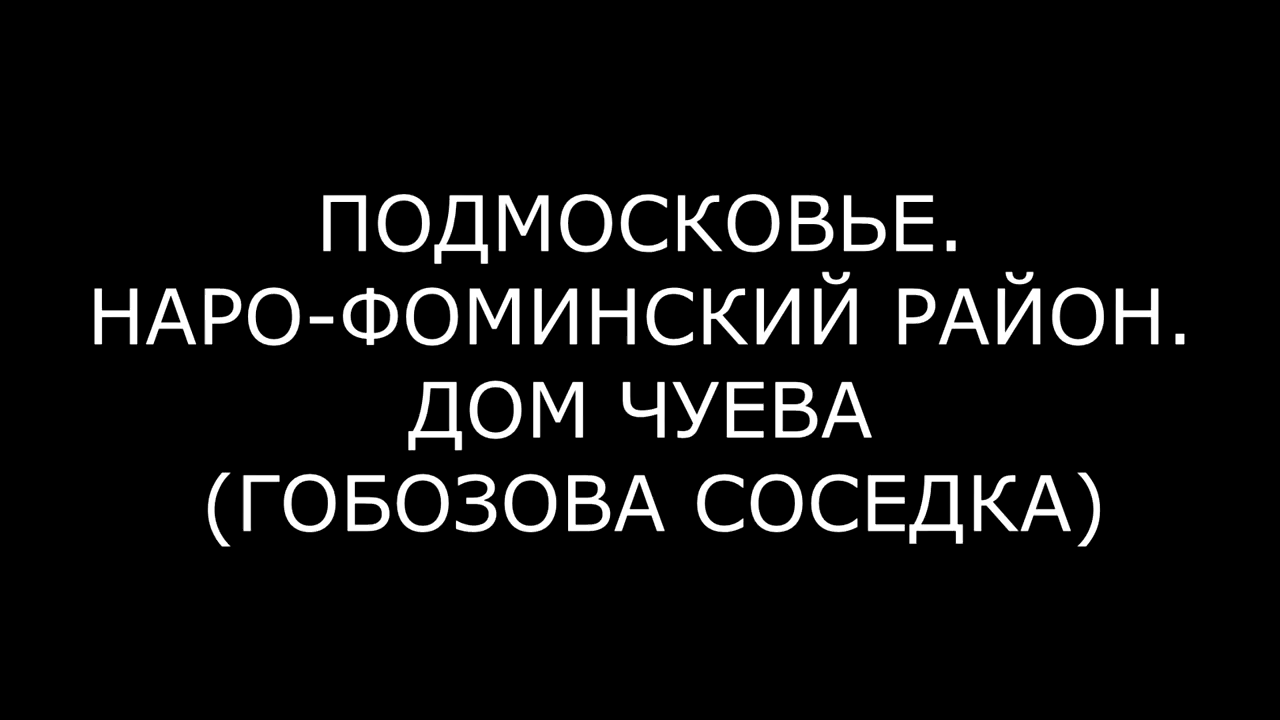 ПОДМОСКОВЬЕ.
НАРО-ФОМИНСКИЙ РАЙОН.
ДОМ ЧУЕВА
(ГОБОЗОВА СОСЕДКА)